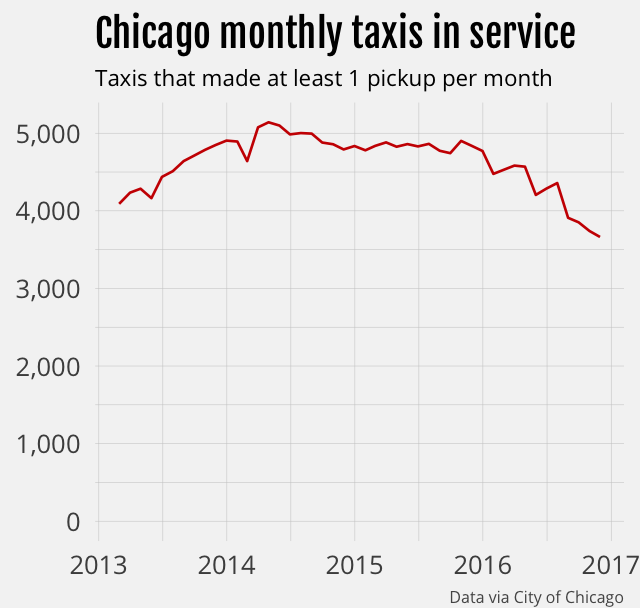 Chicago monthly taxis in service
Taxis that made at least 1 pickup per month
5,000
4,000
3,000
2,000
1,000
0
2013 2014 2015 2016 2017
Data via City of Chicago